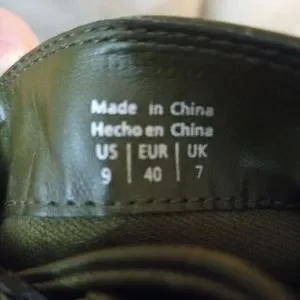 Made in China
Hecho en China
US | EUR | UK
9 | 40 | 7